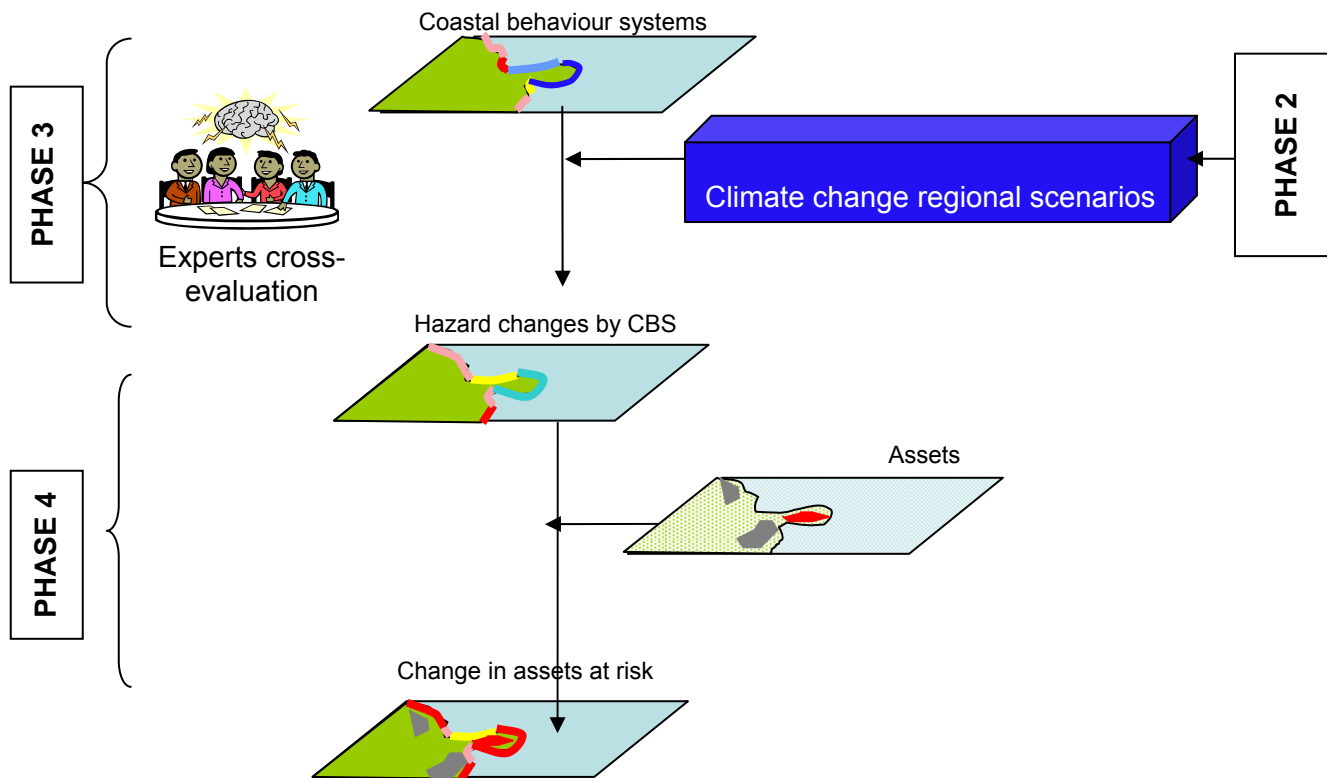 Coastal behaviour systems
PHASE 3
PHASE 2
Climate change regional scenarios
Experts cross-
evaluation
Hazard changes by CBS
Assets
PHASE 4
Change in assets at risk